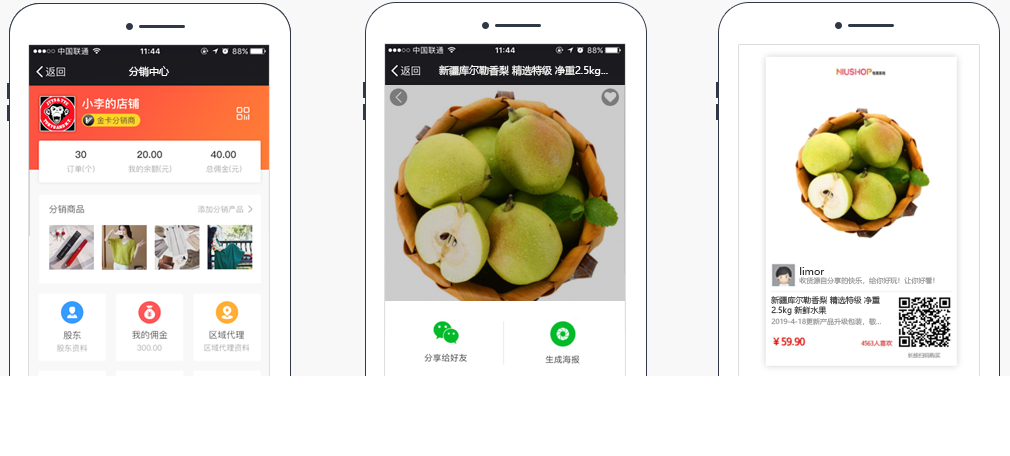 中国联通
11:44
88%
返回
分销中心
小李的店铺
金卡分销商
30
20.00
40.00
订单(个)
我的余额(元)
总佣金(元)
分销商品
添加分销产品
股东
我的佣金
区域代理
股东资料
300.00
区域代理资料
中国联通
11:44
88%
返回
新疆库尔勒香梨 精选特级 净重2.5kg...
分享给好友
生成海报
NIUSHOP
limor
收货源自分享的快乐，给你好玩！让你好看！
新疆库尔勒香梨 精选特级 净重
2.5kg 新鲜水果
2019-4-18更新产品升级包装，敬...
¥59.90
4563人喜欢
长按扫码购买